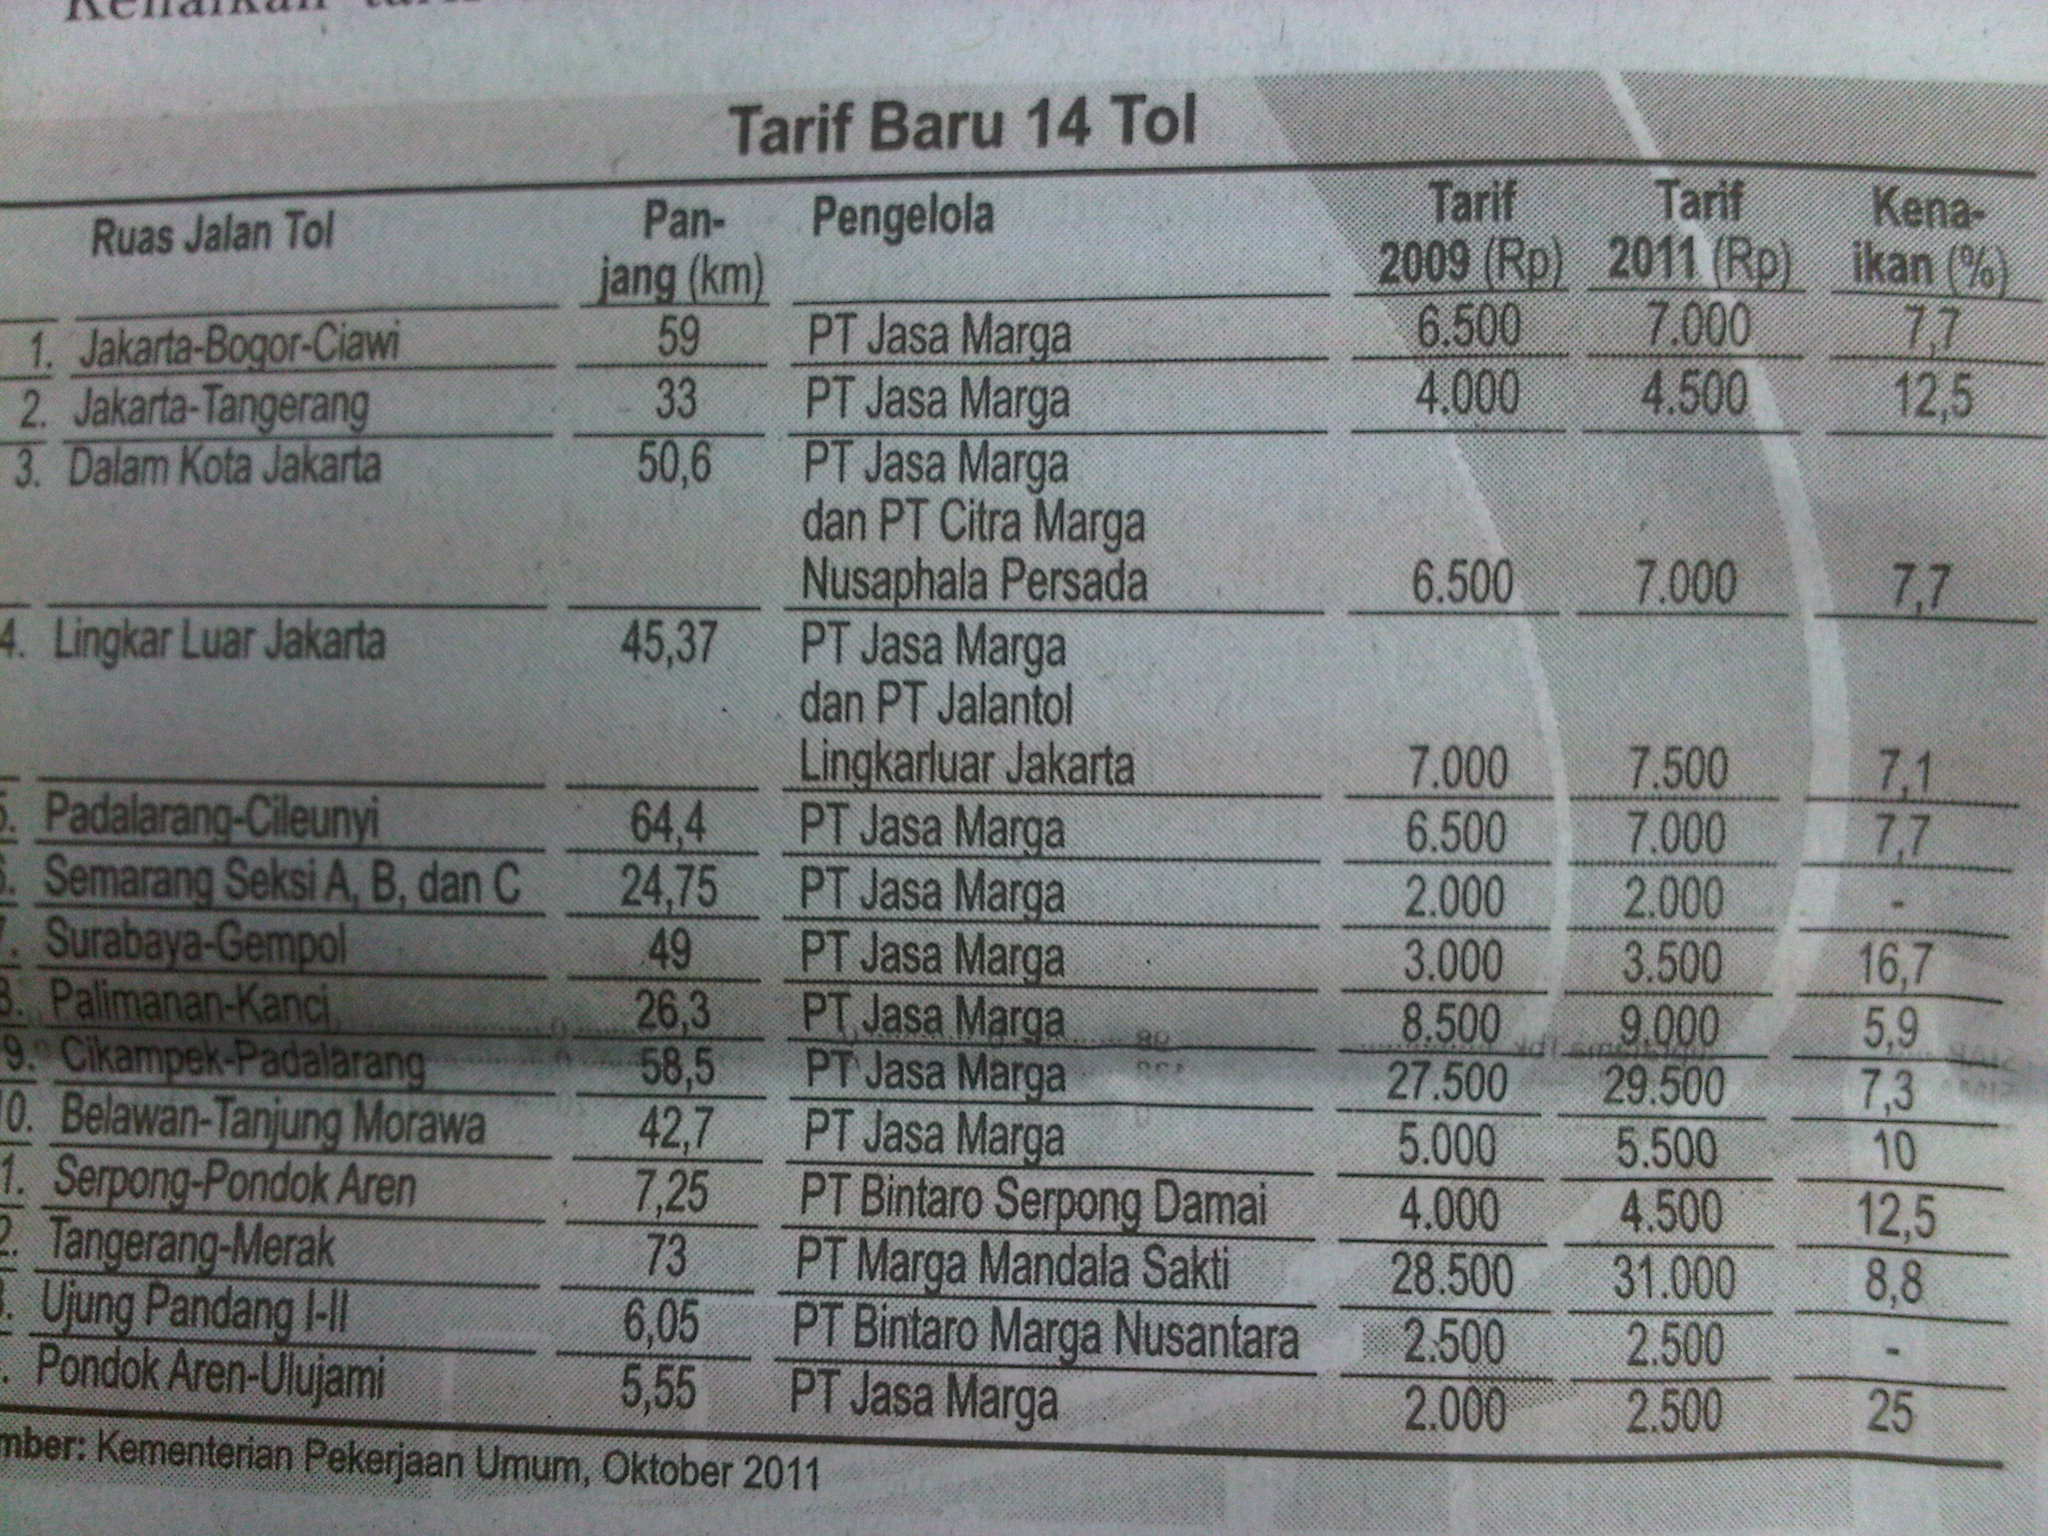 Kenaikan tarif
Tarif Baru 14 Tol
Ruas Jalan Tol Pan- Pengelola Tarif Tarif Kena-
jang (km) 2009 (Rp) 2011 (Rp) ikan (%)
1. Jakarta-Bogor-Ciawi 59 PT Jasa Marga 6.500 7.000 7,7
2. Jakarta-Tangerang 33 PT Jasa Marga 4.000 4.500 12,5
3. Dalam Kota Jakarta 50,6 PT Jasa Marga
dan PT Citra Marga
Nusaphala Persada 6.500 7.000 7,7
4. Lingkar Luar Jakarta 45,37 PT Jasa Marga
dan PT Jalantol
Lingkarluar Jakarta 7.000 7.500 7,1
5. Padalarang-Cileunyi 64,4 PT Jasa Marga 6.500 7.000 7,7
6. Semarang Seksi A, B, dan C 24,75 PT Jasa Marga 2.000 2.000 -
7. Surabaya-Gempol 49 PT Jasa Marga 3.000 3.500 16,7
8. Palimanan-Kanci 26,3 PT Jasa Marga 8.500 9.000 5,9
9. Cikampek-Padalarang 58,5 PT Jasa Marga 27.500 29.500 7,3
10. Belawan-Tanjung Morawa 42,7 PT Jasa Marga 5.000 5.500 10
1. Serpong-Pondok Aren 7,25 PT Bintaro Serpong Damai 4.000 4.500 12,5
2. Tangerang-Merak 73 PT Marga Mandala Sakti 28.500 31.000 8,8
3. Ujung Pandang I-II 6,05 PT Bintaro Marga Nusantara 2.500 2.500 -
. Pondok Aren-Ulujami 5,55 PT Jasa Marga 2.000 2.500 25
mber: Kementerian Pekerjaan Umum, Oktober 2011